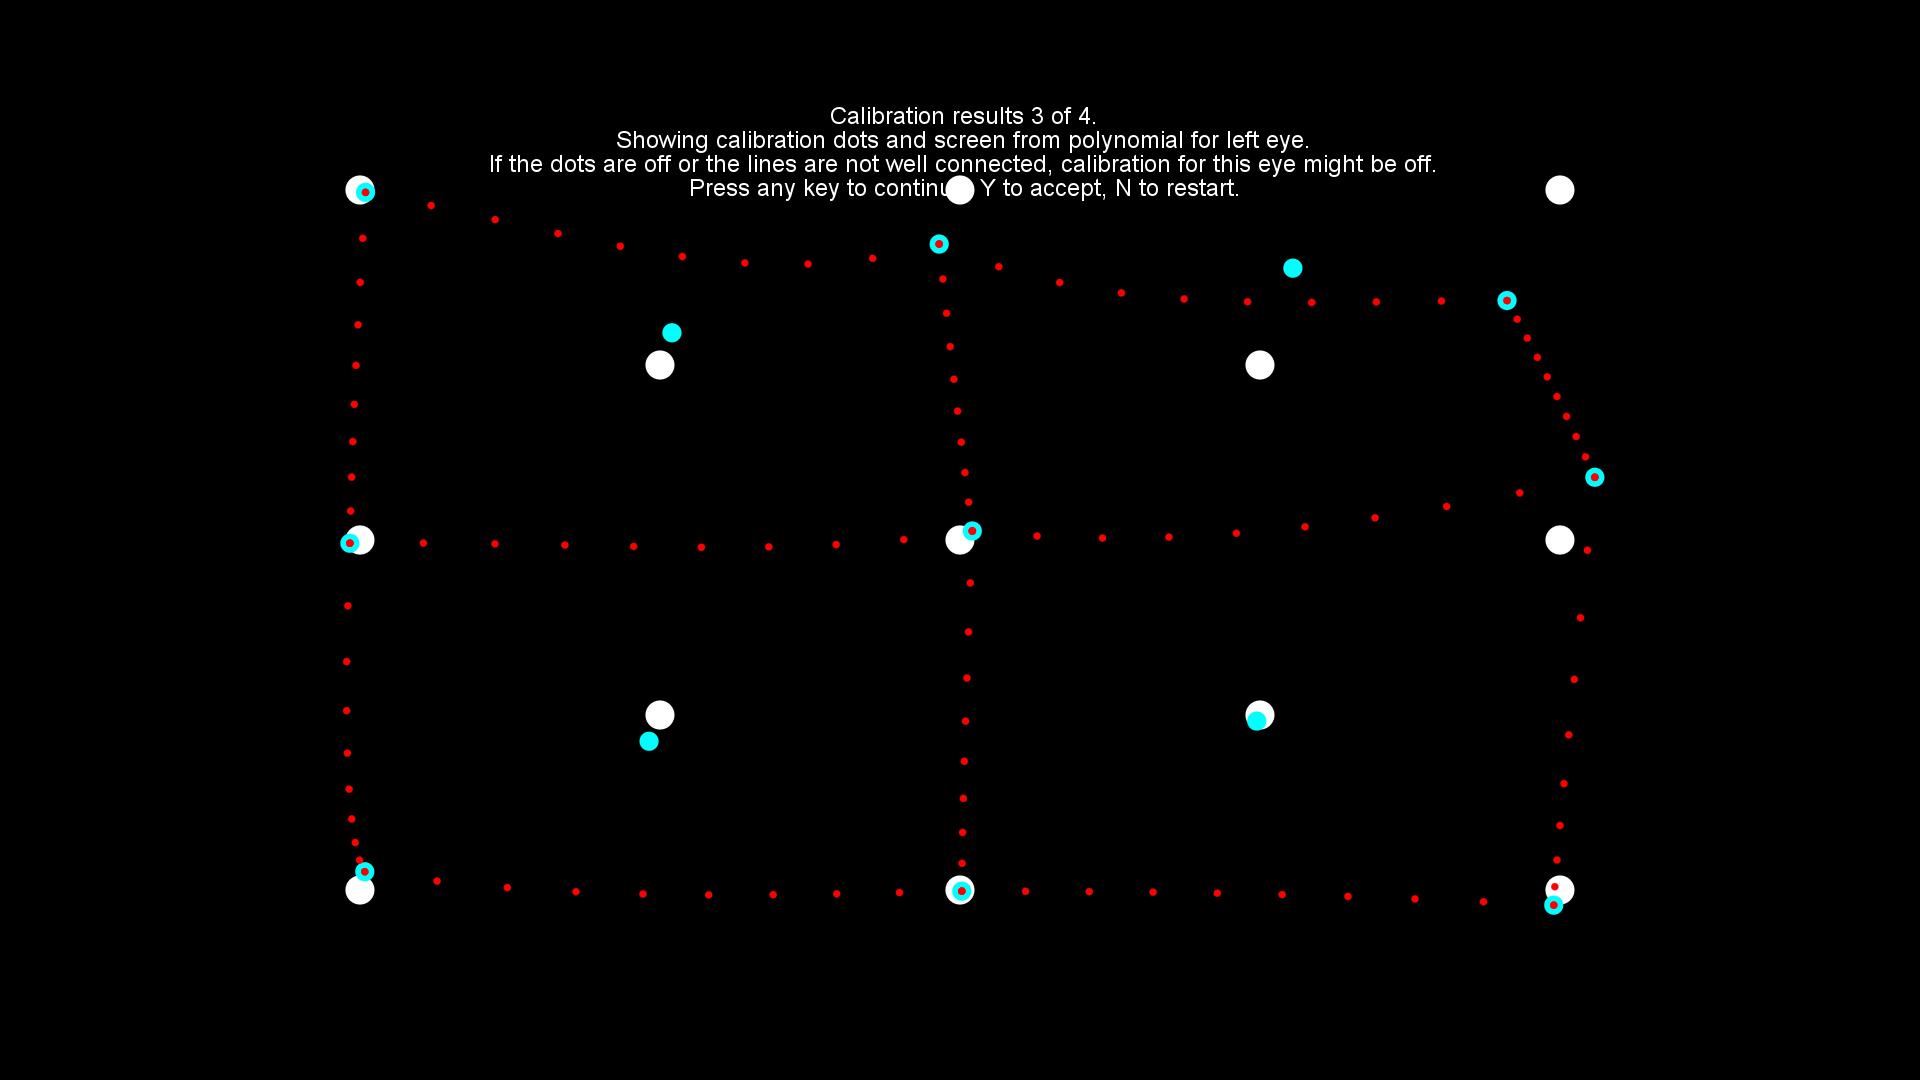 Calibration results 3 of 4.
Showing calibration dots and screen from polynomial for left eye.
If the dots are off or the lines are not well connected, calibration for this eye might be off.
Press any key to continu Y to accept, N to restart.